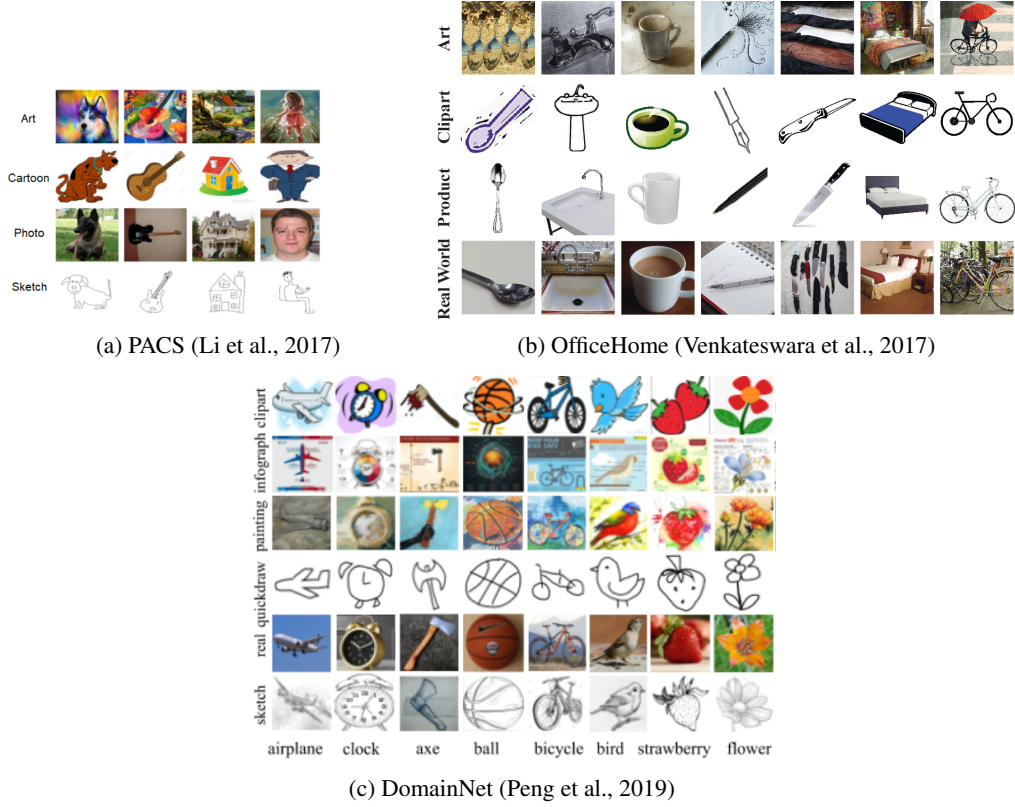 Art
Cartoon
Photo
Sketch
(a) PACS (Li et al., 2017)
Art
Clipart
Product
Real World
(b) OfficeHome (Venkateswara et al., 2017)
clipart
infograph
painting
quickdraw
real
sketch
airplane clock axe ball bicycle bird strawberry flower
(c) DomainNet (Peng et al., 2019)